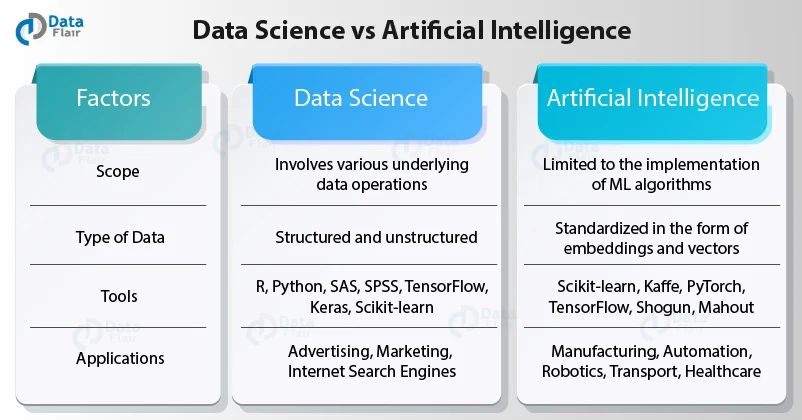 Data
Flair
Data Science vs Artificial Intelligence
Factors
Data Science
Artificial Intelligence
Scope
Involves various underlying
data operations
Limited to the implementation
of ML algorithms
Type of Data
Structured and unstructured
Standardized in the form of
embeddings and vectors
Tools
R, Python, SAS, SPSS, TensorFlow,
Keras, Scikit-learn
Scikit-learn, Kaffe, PyTorch,
TensorFlow, Shogun, Mahout
Applications
Advertising, Marketing,
Internet Search Engines
Manufacturing, Automation,
Robotics, Transport, Healthcare